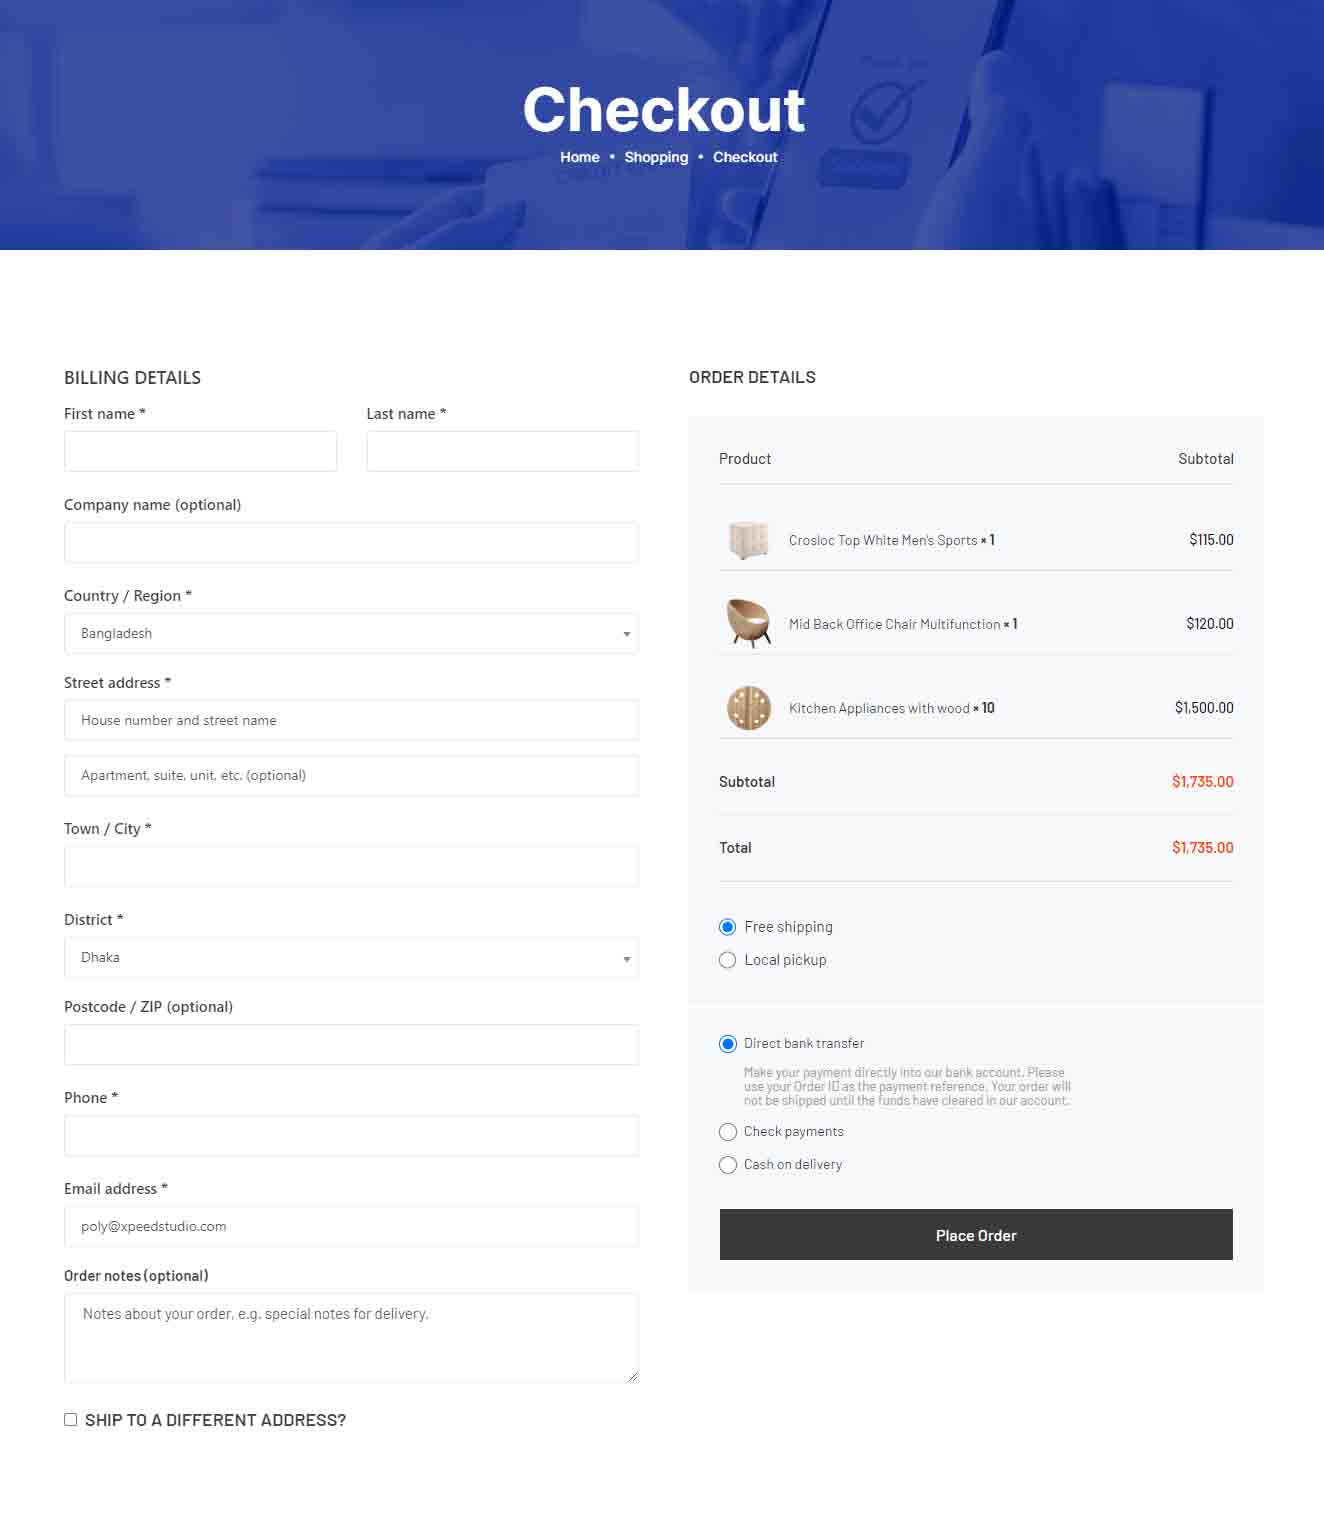 Checkout
Home • Shopping • Checkout
BILLING DETAILS
First name *
Last name *
Company name (optional)
Country / Region *
Bangladesh
Street address *
House number and street name
Apartment, suite, unit, etc. (optional)
Town / City *
District *
Dhaka
Postcode / ZIP (optional)
Phone *
Email address *
poly@xpeedstudio.com
Order notes (optional)
Notes about your order, e.g. special notes for delivery.
SHIP TO A DIFFERENT ADDRESS?
ORDER DETAILS
Product Subtotal
Crosloc Top White Men's Sports × 1 $115.00
Mid Back Office Chair Multifunction × 1 $120.00
Kitchen Appliances with wood × 10 $1,500.00
Subtotal $1,735.00
Total $1,735.00
Free shipping
Local pickup
Direct bank transfer
Make your payment directly into our bank account. Please
use your Order ID as the payment reference. Your order will
not be shipped until the funds have cleared in our account.
Check payments
Cash on delivery
Place Order